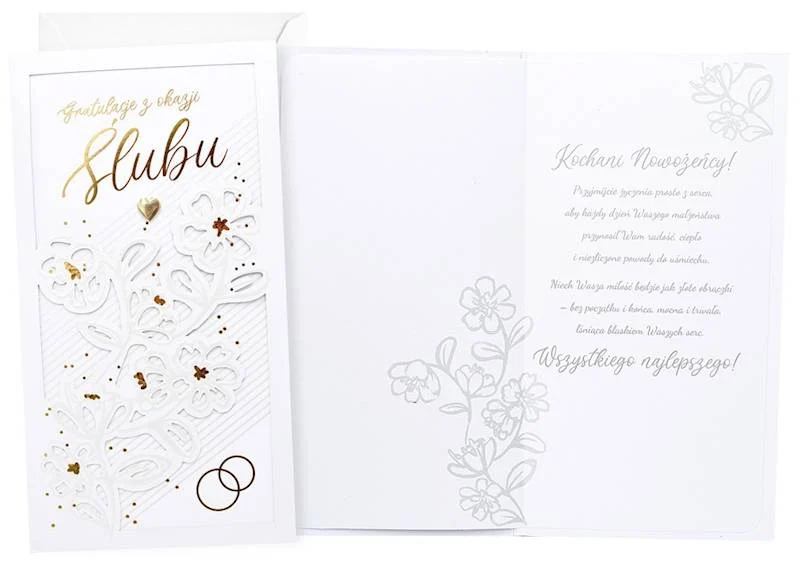 Gratulacje z okazji
Ślubu
Kochani Nowożeńcy!
Przyjmijcie życzenia prosto z serca,
aby każdy dzień Waszego małżeństwa
przynosił Wam radość, ciepło
i niezliczone powody do uśmiechu.
Niech Wasza miłość będzie jak złote obrączki
– bez początku i końca, mocna i trwała,
lśniąca blaskiem Waszych serc.
Wszystkiego najlepszego!